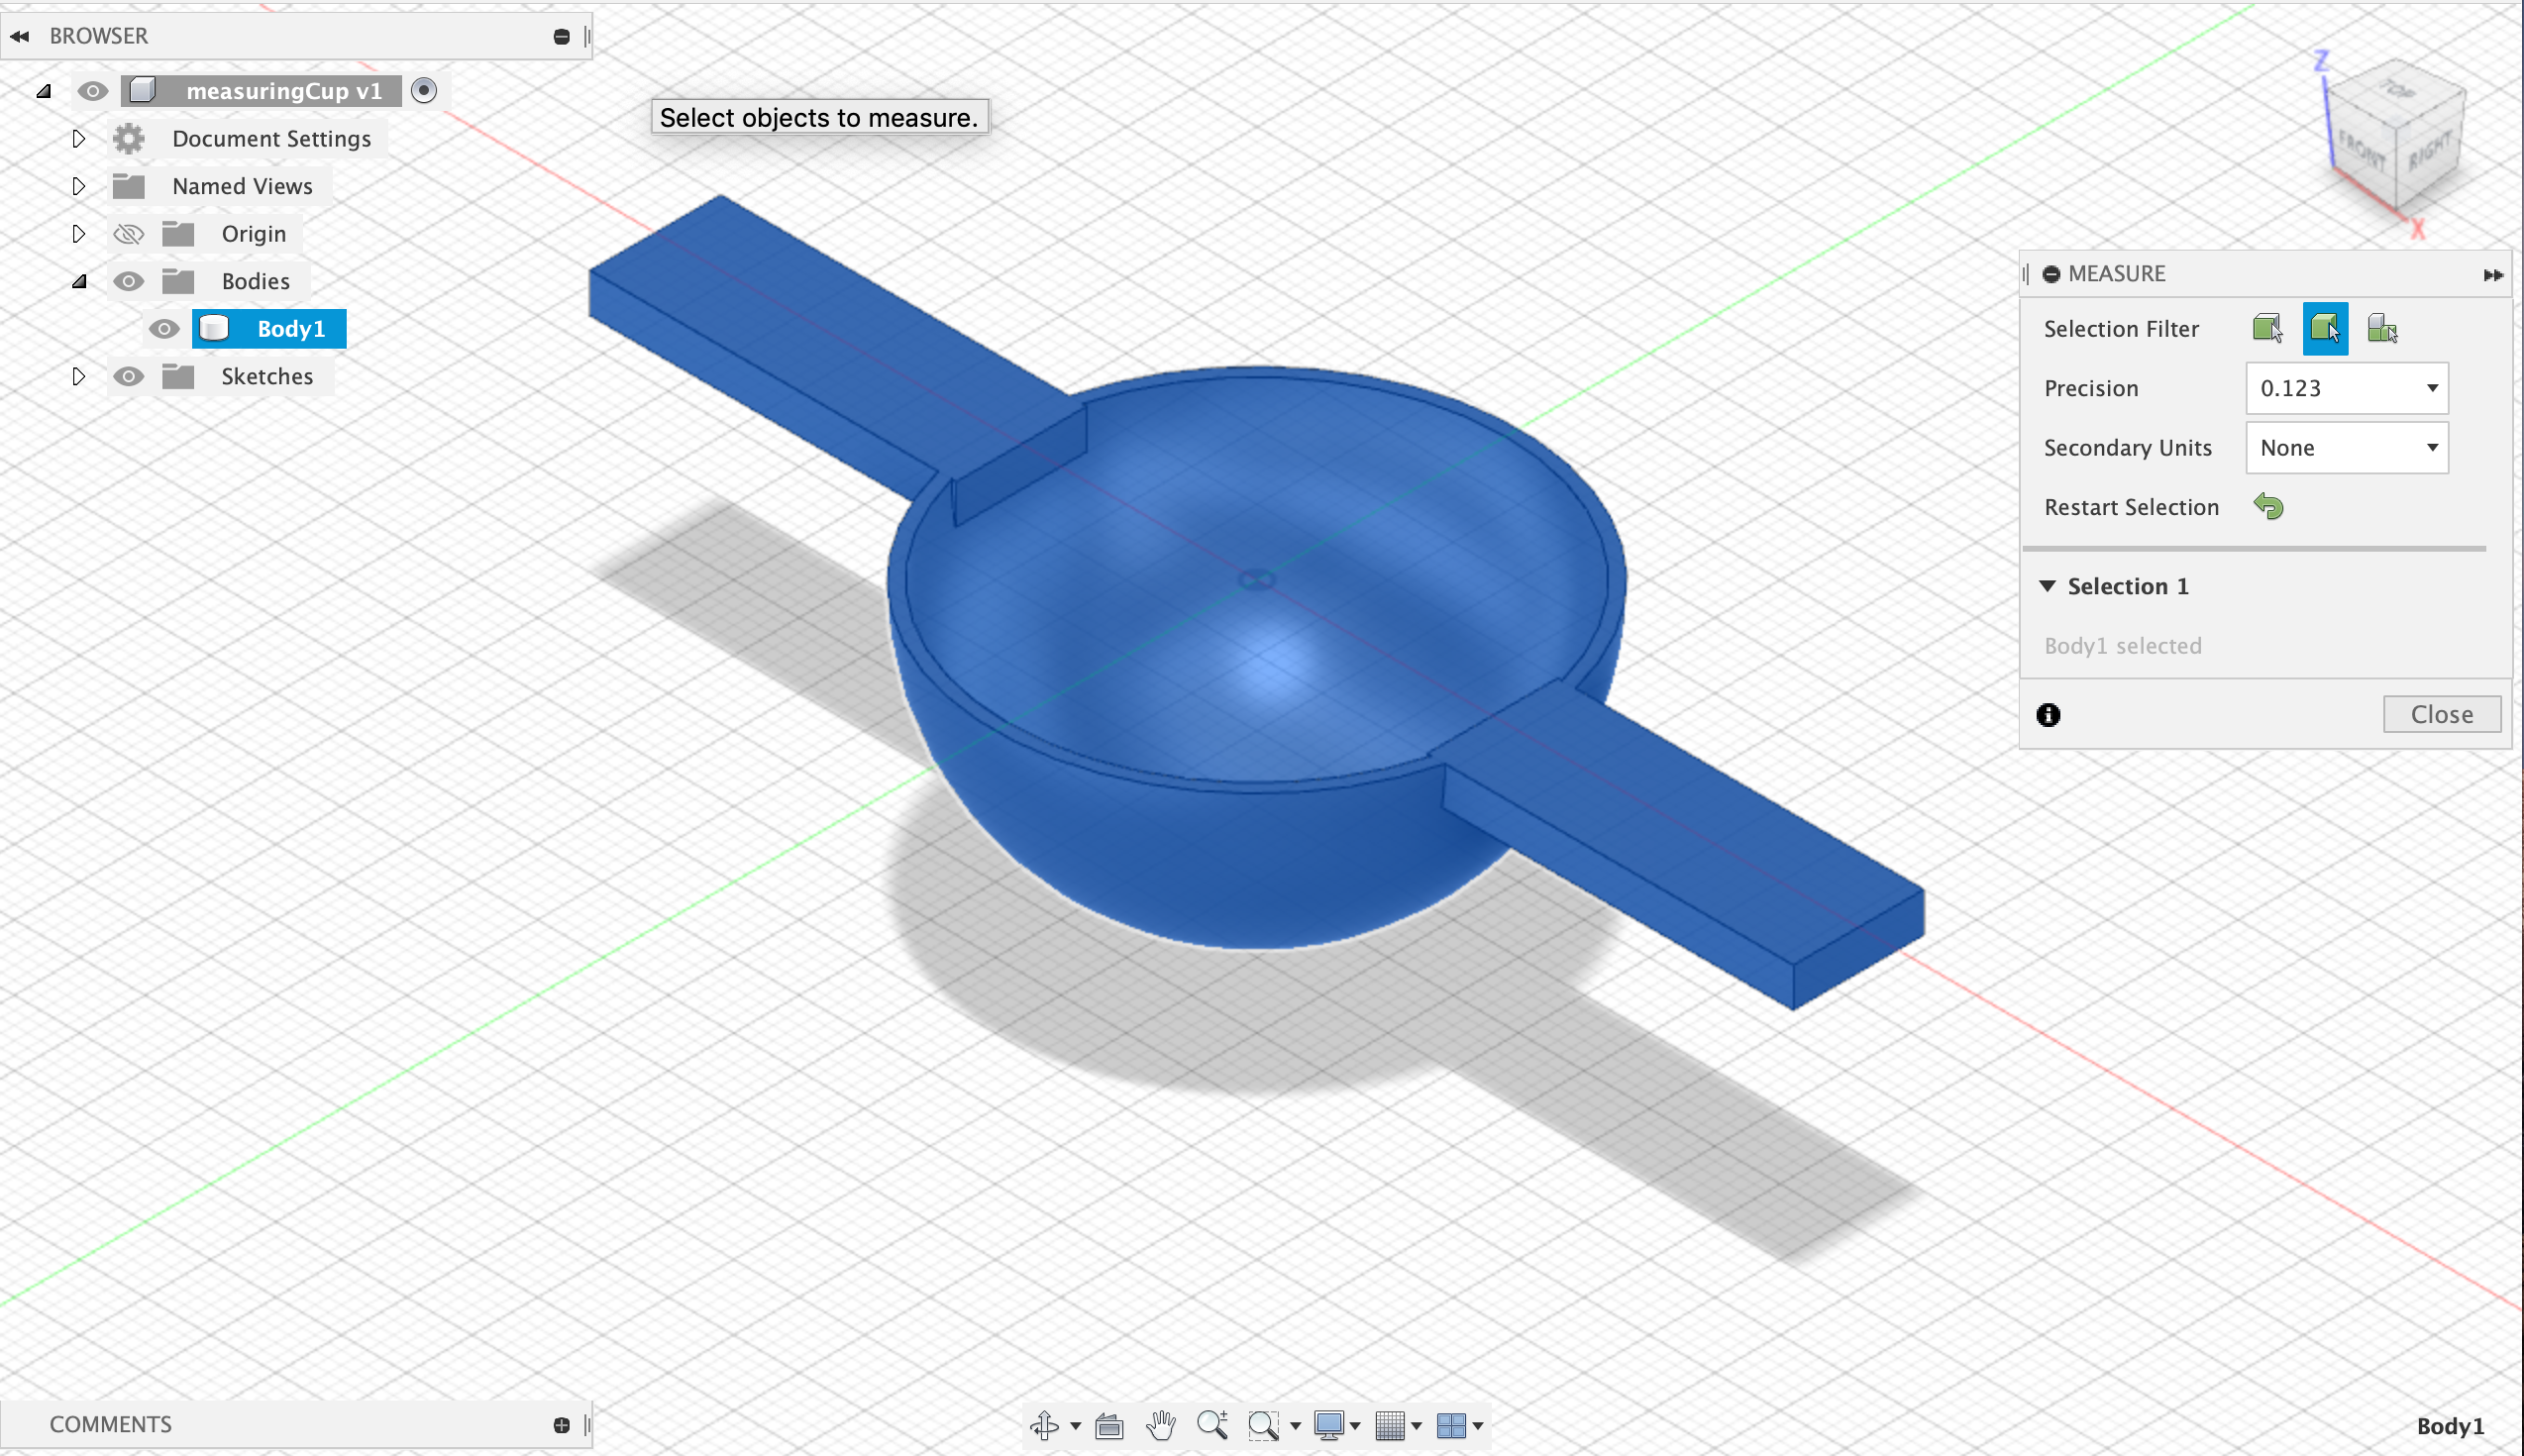 BROWSER
measuringCup v1
Document Settings
Named Views
Origin
Bodies
Body1
Sketches
Select objects to measure.
Z
TOP
FRONT
RIGHT
X
MEASURE
Selection Filter
Precision
0.123
Secondary Units
None
Restart Selection
Selection 1
Body1 selected
Close
COMMENTS
Body1